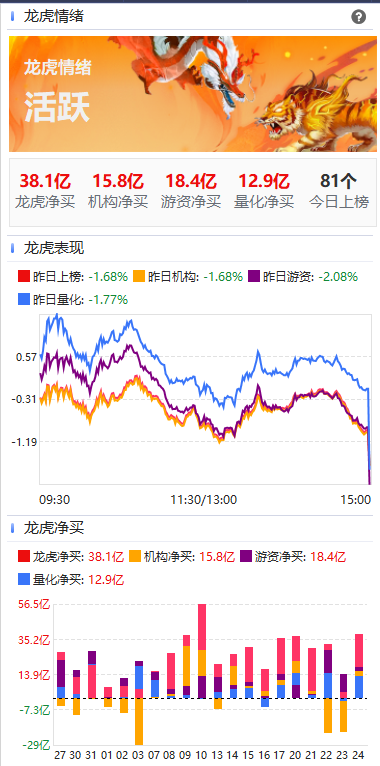 龙虎情绪
?
龙虎情绪
活跃
38.1亿 15.8亿 18.4亿 12.9亿 81个
龙虎净买 机构净买 游资净买 量化净买 今日上榜
龙虎表现
昨日上榜: -1.68% 昨日机构: -1.68% 昨日游资: -2.08%
昨日量化: -1.77%
0.57
-0.31
-1.19
09:30 11:30/13:00 15:00
龙虎净买
龙虎净买: 38.1亿 机构净买: 15.8亿 游资净买: 18.4亿
量化净买: 12.9亿
56.5亿
35.2亿
13.9亿
-7.3亿
-29亿
27 30 31 01 02 03 07 08 09 10 13 14 15 16 17 20 21 22 23 24